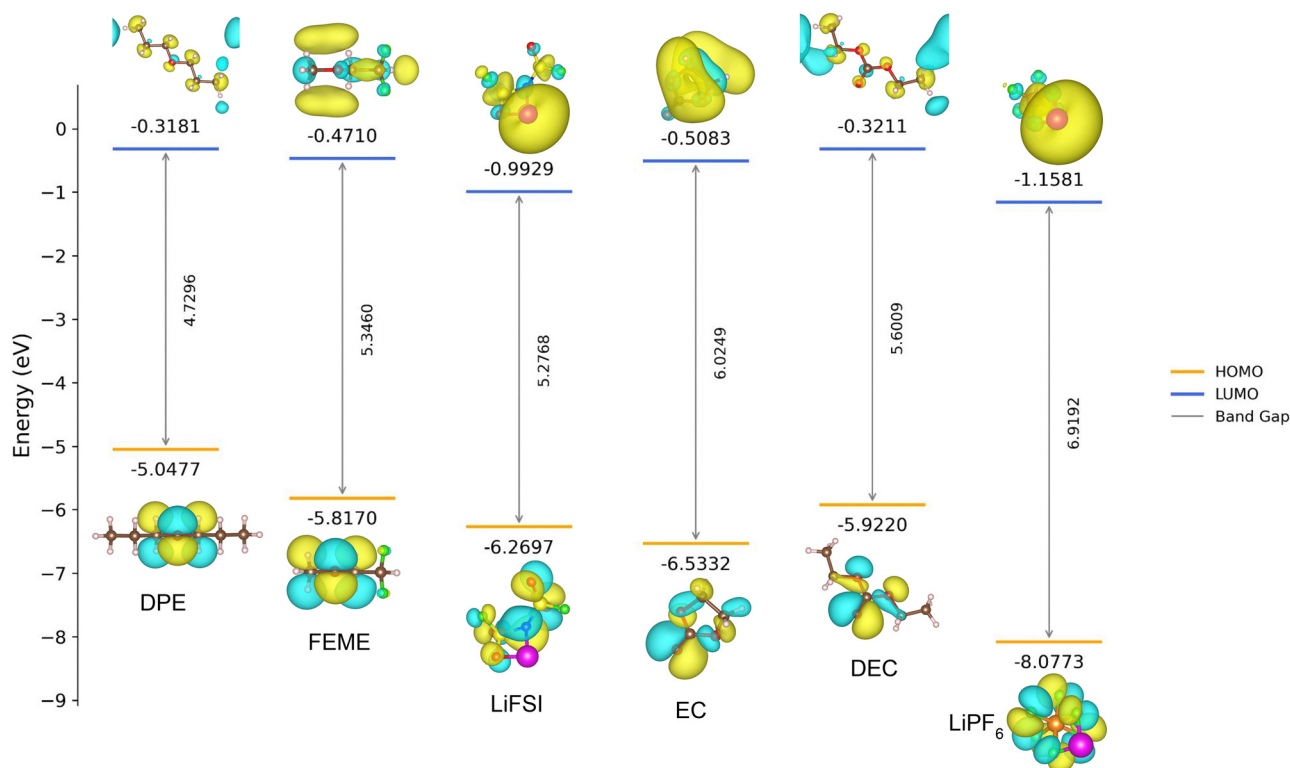 Energy (eV)
0
−1
−2
−3
−4
−5
−6
−7
−8
−9
-0.3181
4.7296
-5.0477
DPE
-0.4710
5.3460
-5.8170
FEME
-0.9929
5.2768
-6.2697
LiFSI
-0.5083
6.0249
-6.5332
EC
-0.3211
5.6009
-5.9220
DEC
-1.1581
6.9192
-8.0773
LiPF₆
HOMO
LUMO
Band Gap